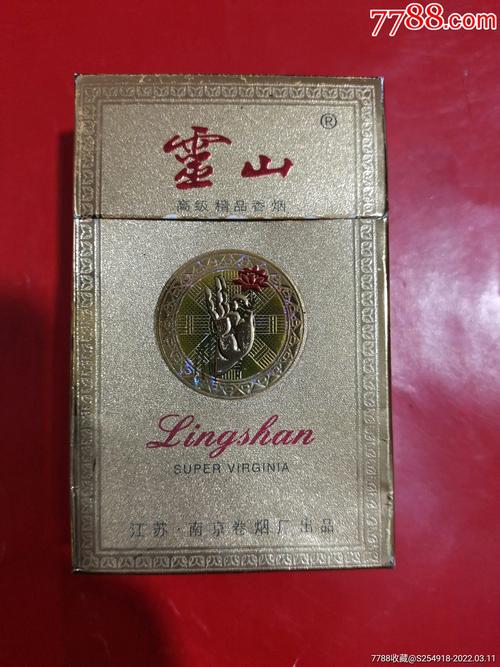 7788.com
®
靈山
高级精品香烟
Lingshan
SUPER VIRGINIA
江苏·南京卷烟厂出品
7788收藏@S254918-2022.03.11